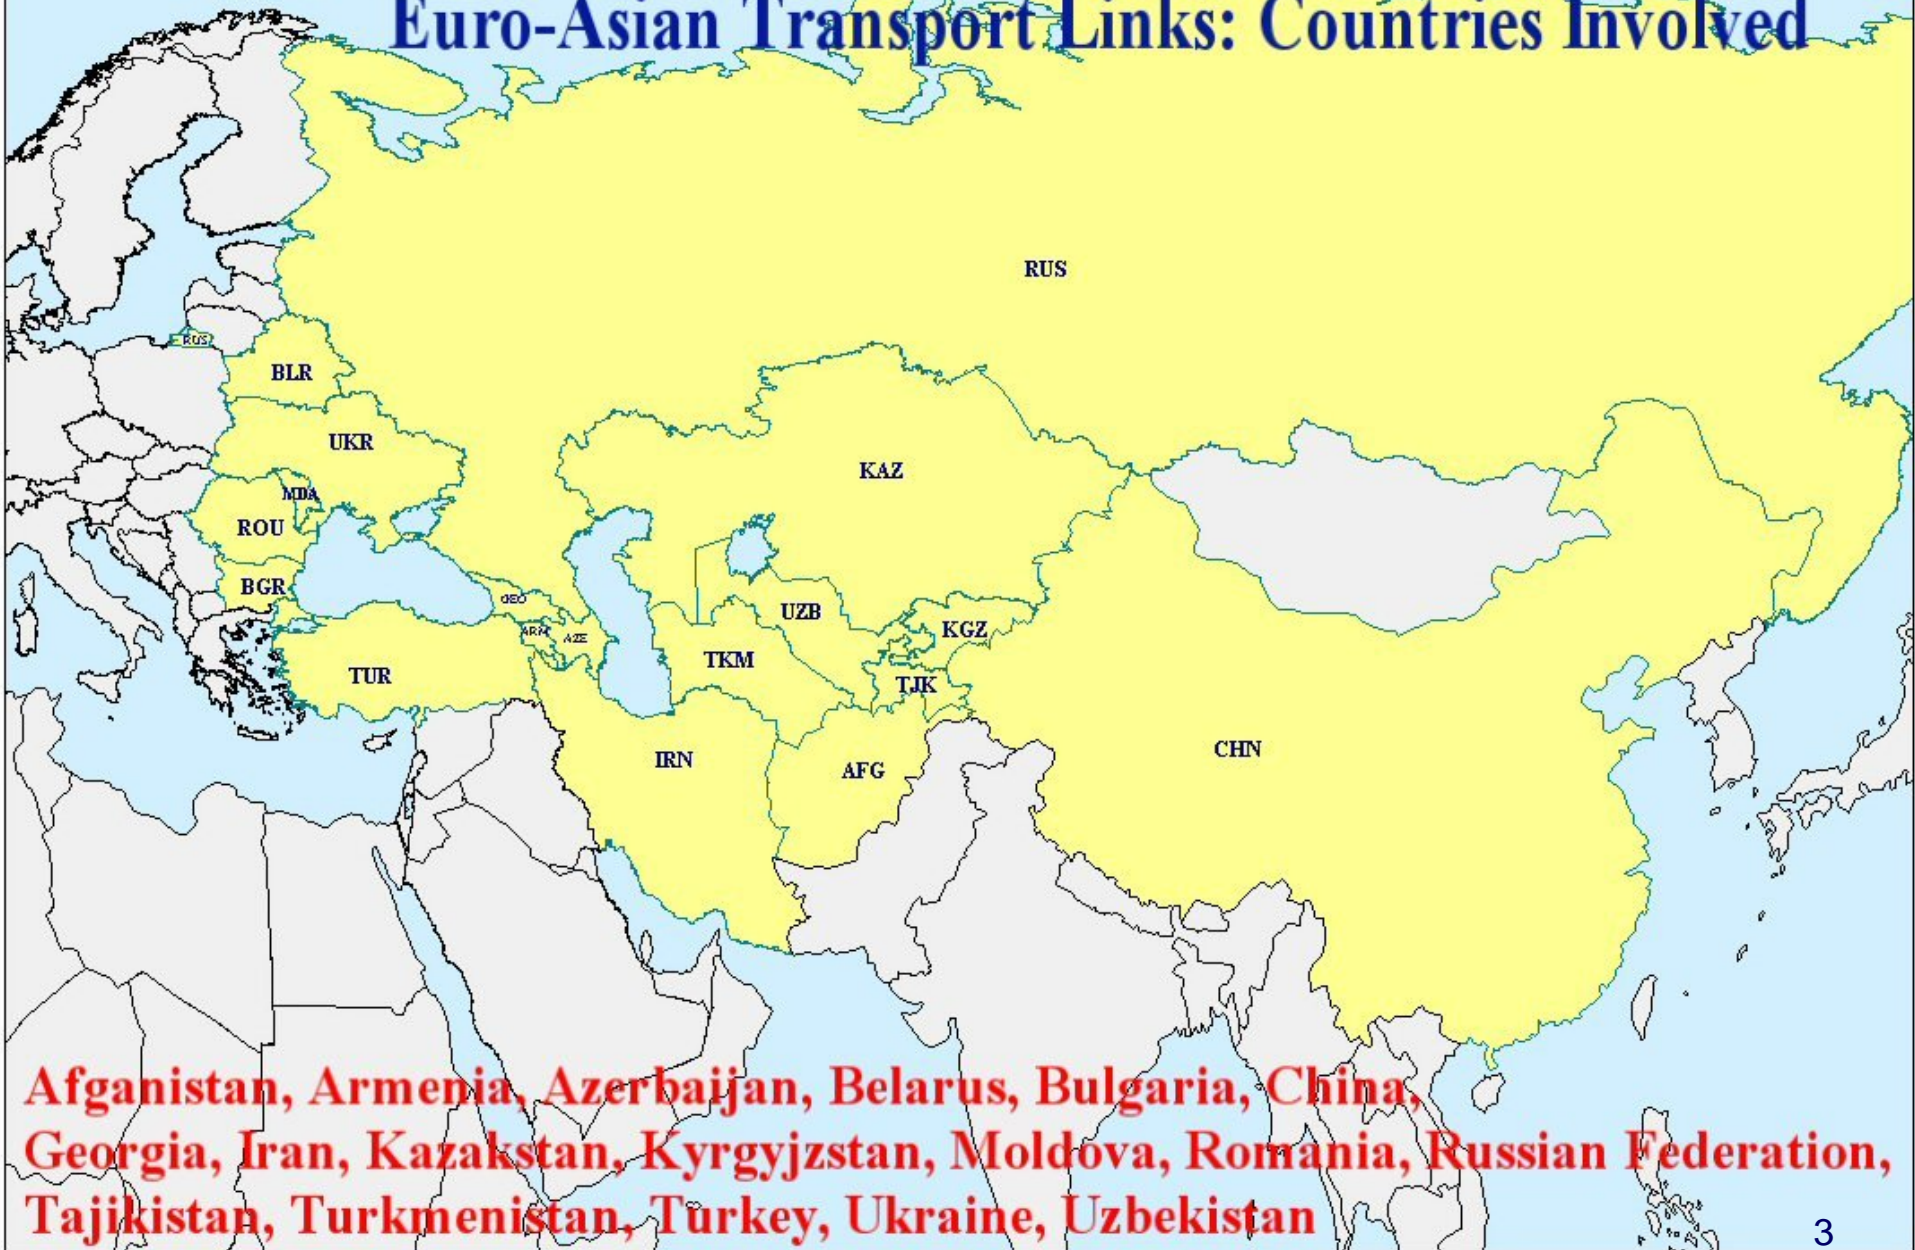 Euro-Asian Transport Links: Countries Involved
RUS
RUS
BLR
UKR
KAZ
MDA
ROU
BGR
GEO
UZB
KGZ
ARM
AZE
TKM
TUR
TJK
IRN
AFG
CHN
Afganistan, Armenia, Azerbaijan, Belarus, Bulgaria, China,
Georgia, Iran, Kazakstan, Kyrgyjzstan, Moldova, Romania, Russian Federation,
Tajikistan, Turkmenistan, Turkey, Ukraine, Uzbekistan
3